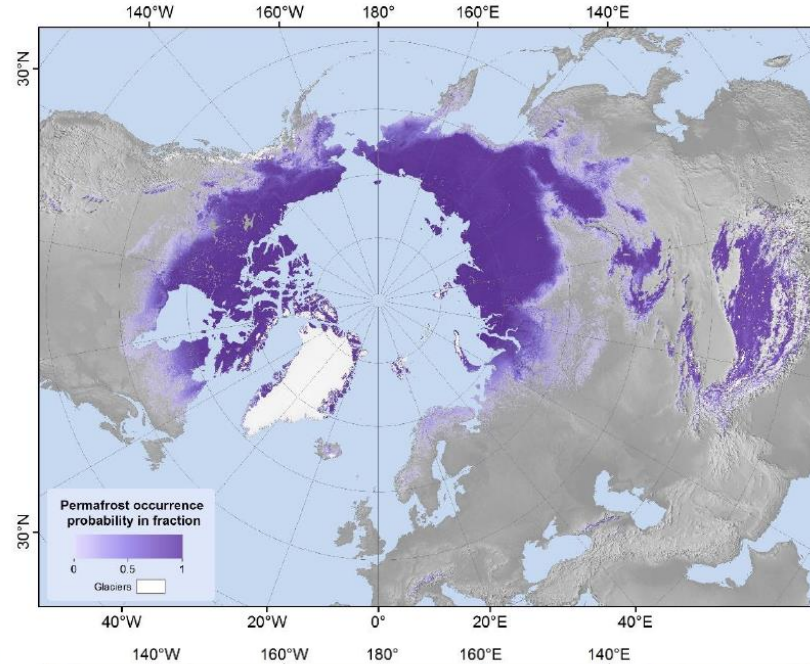 140°W 160°W 180° 160°E 140°E
30°N
Permafrost occurrence
probability in fraction
0 0.5 1
Glaciers
30°N
40°W 20°W 0° 20°E 40°E
140°W 160°W 180° 160°E 140°E